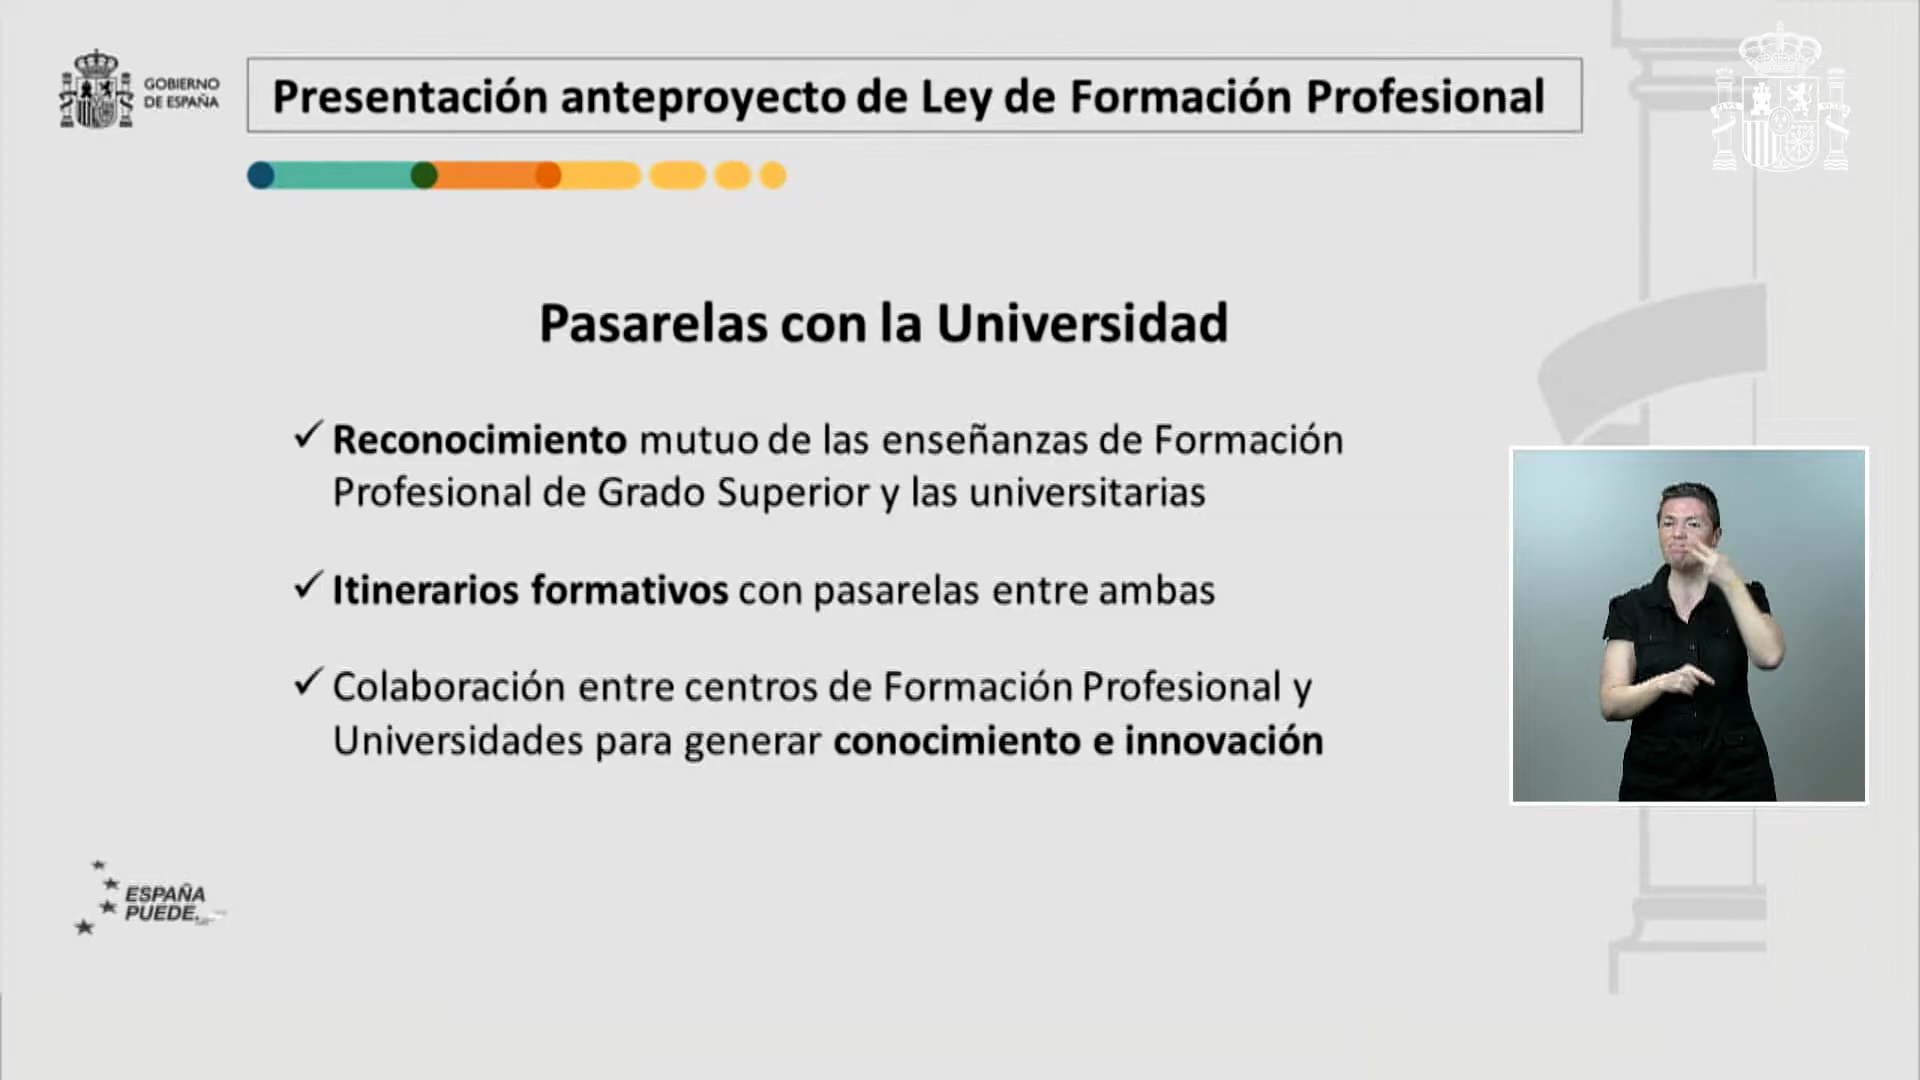 GOBIERNO
DE ESPAÑA
Presentación anteproyecto de Ley de Formación Profesional
Pasarelas con la Universidad
✓ Reconocimiento mutuo de las enseñanzas de Formación
Profesional de Grado Superior y las universitarias
✓ Itinerarios formativos con pasarelas entre ambas
✓ Colaboración entre centros de Formación Profesional y
Universidades para generar conocimiento e innovación
ESPAÑA
PUEDE.